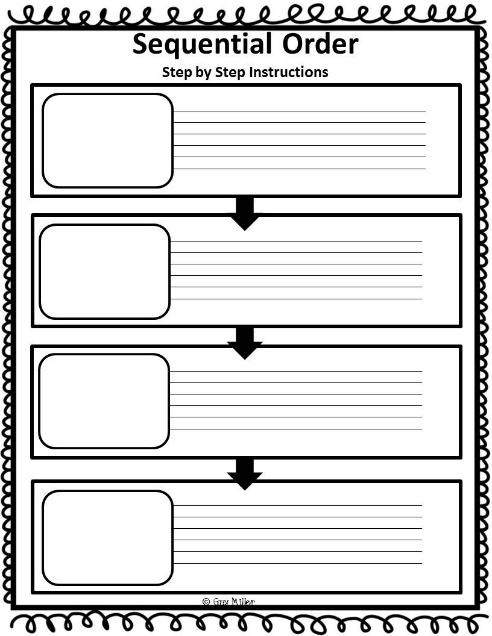 Sequential Order
Step by Step Instructions
© Greg Miller